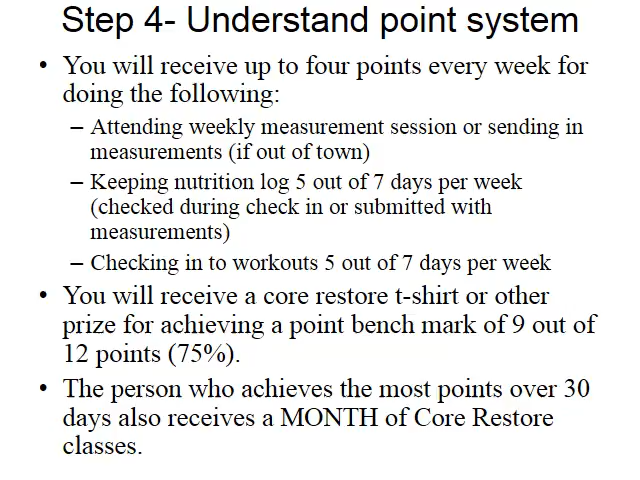 Step 4- Understand point system
• You will receive up to four points every week for
doing the following:
– Attending weekly measurement session or sending in
measurements (if out of town)
– Keeping nutrition log 5 out of 7 days per week
(checked during check in or submitted with
measurements)
– Checking in to workouts 5 out of 7 days per week
• You will receive a core restore t-shirt or other
prize for achieving a point bench mark of 9 out of
12 points (75%).
• The person who achieves the most points over 30
days also receives a MONTH of Core Restore
classes.